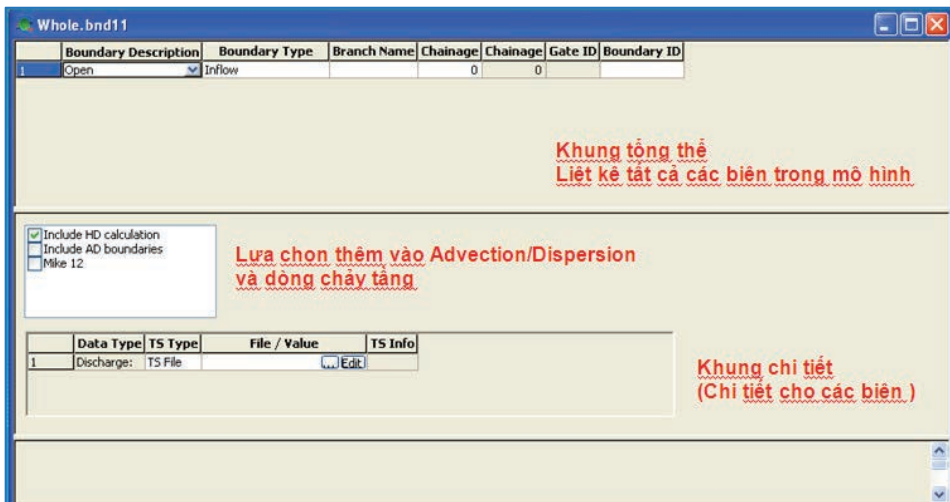 Whole.bnd11
Boundary Description Boundary Type Branch Name Chainage Chainage Gate ID Boundary ID
1 Open Inflow 0 0
Khung tổng thể
Liệt kê tất cả các biên trong mô hình
Include HD calculation
Include AD boundaries
Mike 12
Lựa chọn thêm vào Advection/Dispersion
và dòng chảy tầng
Data Type TS Type File / Value TS Info
1 Discharge: TS File ... Edit
Khung chi tiết
(Chi tiết cho các biên )